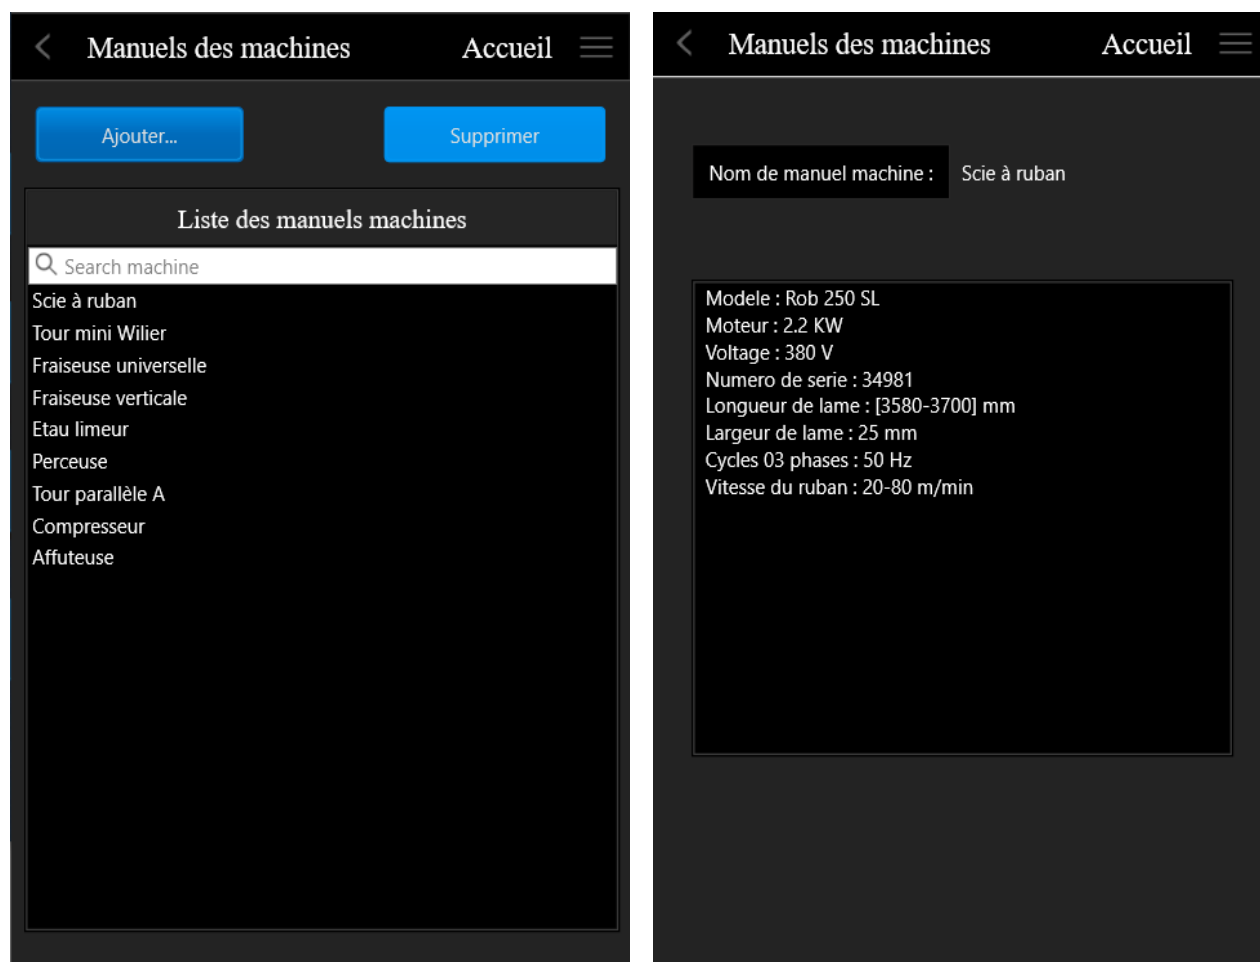 Manuels des machines Accueil
Ajouter... Supprimer
Liste des manuels machines
Search machine
Scie à ruban
Tour mini Wilier
Fraiseuse universelle
Fraiseuse verticale
Etau limeur
Perceuse
Tour parallèle A
Compresseur
Affuteuse
Manuels des machines Accueil
Nom de manuel machine : Scie à ruban
Modele : Rob 250 SL
Moteur : 2.2 KW
Voltage : 380 V
Numero de serie : 34981
Longueur de lame : [3580-3700] mm
Largeur de lame : 25 mm
Cycles 03 phases : 50 Hz
Vitesse du ruban : 20-80 m/min